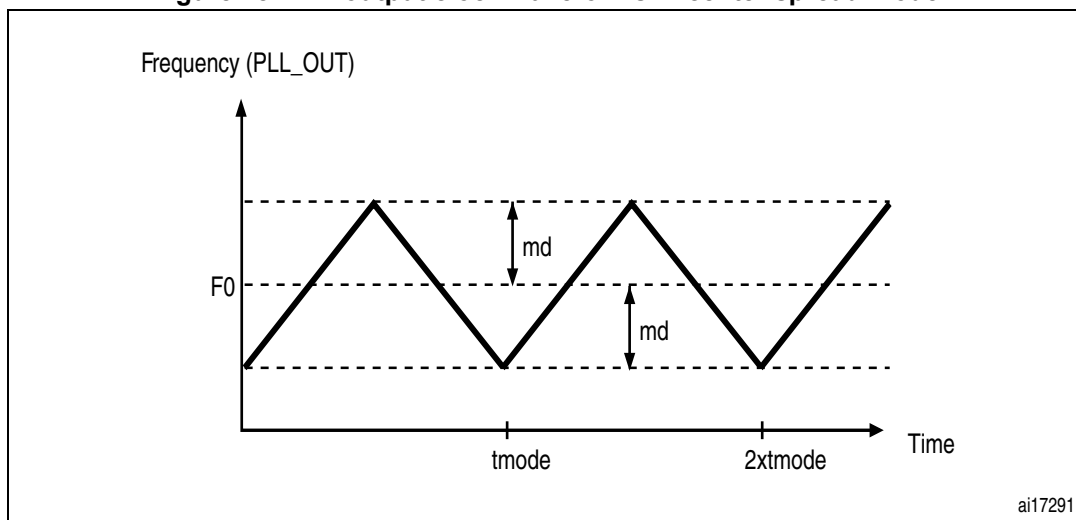 Frequency (PLL_OUT)
md
F0
md
tmode
2xtmode
Time
ai17291